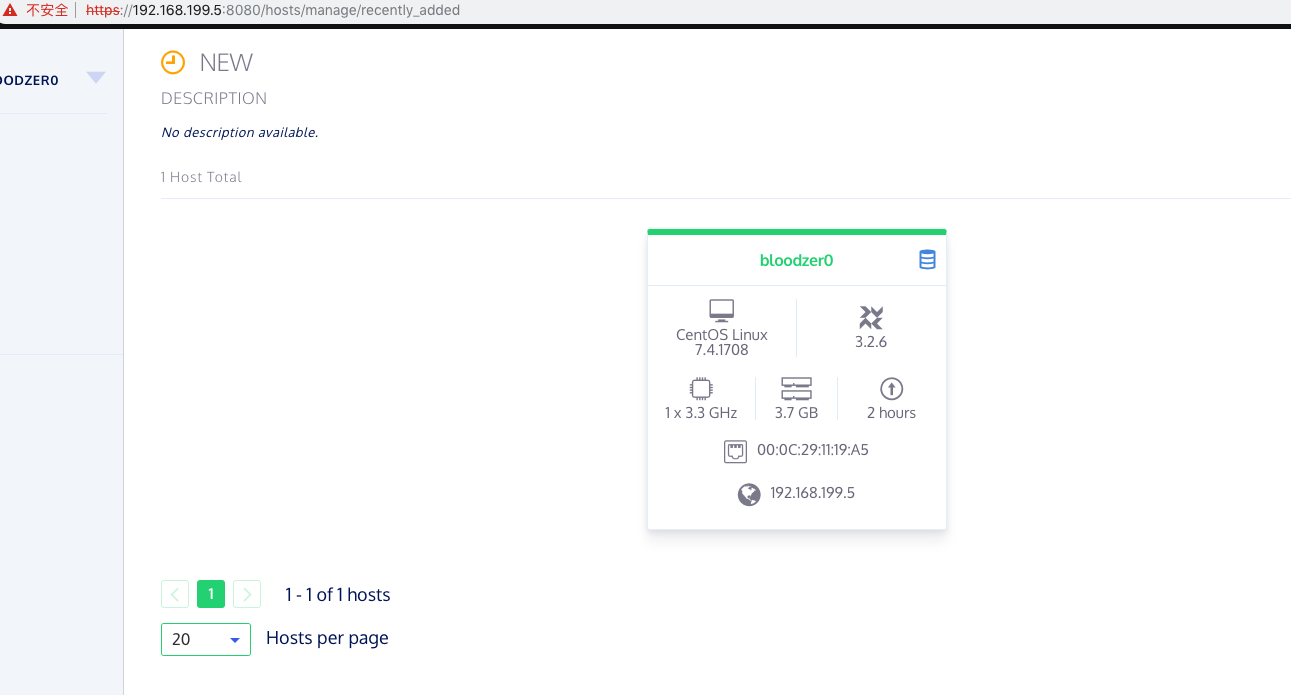 不安全 https://192.168.199.5:8080/hosts/manage/recently_added
OODZER0
NEW
DESCRIPTION
No description available.
1 Host Total
bloodzer0
CentOS Linux
7.4.1708
3.2.6
1 x 3.3 GHz
3.7 GB
2 hours
00:0C:29:11:19:A5
192.168.199.5
1
1 - 1 of 1 hosts
20
Hosts per page